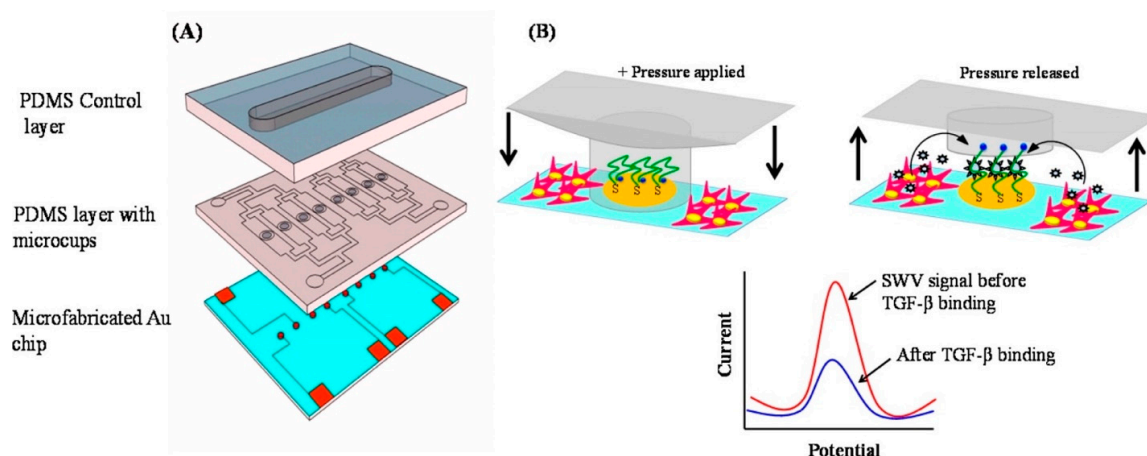 (A)
PDMS Control
layer
PDMS layer with
microcups
Microfabricated Au
chip
(B)
+ Pressure applied
Pressure released
S S S
S S S
SWV signal before
TGF-β binding
After TGF-β binding
Current
Potential